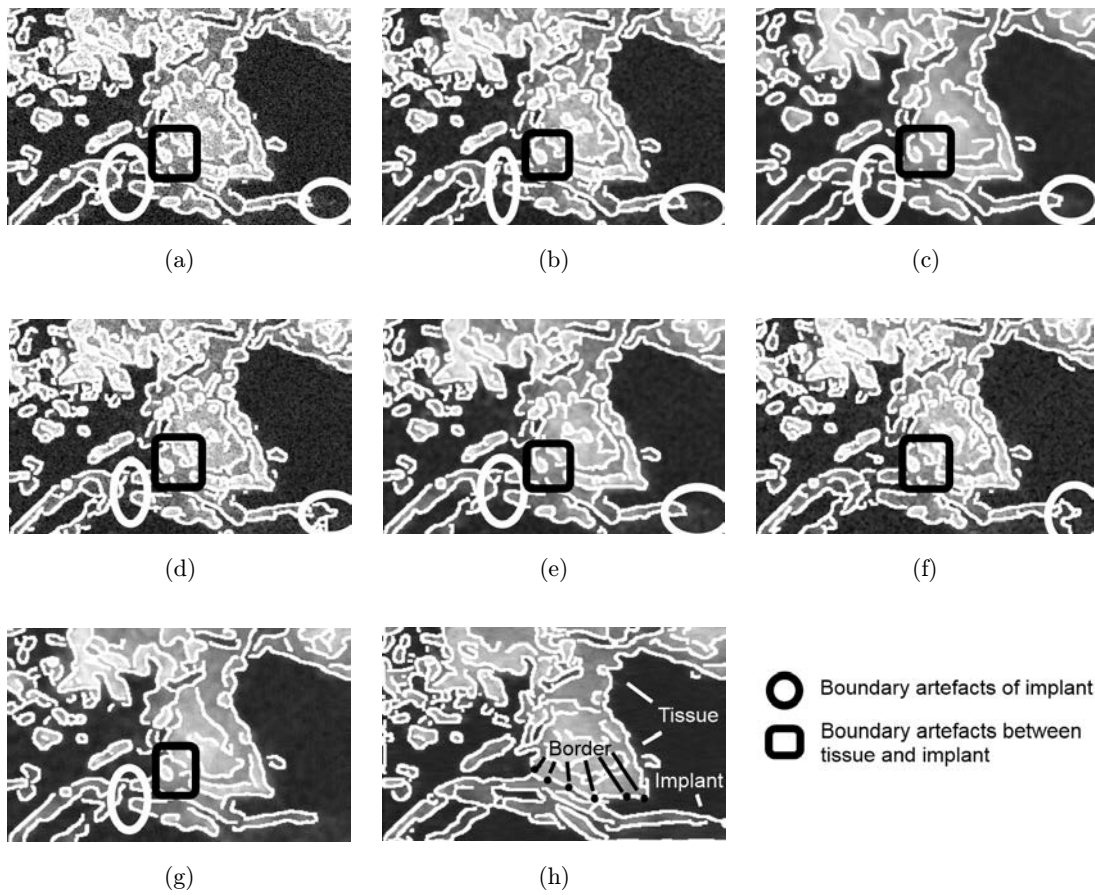 (a)
(b)
(c)
(d)
(e)
(f)
(g)
Tissue
Border
Implant
(h)
Boundary artefacts of implant
Boundary artefacts between
tissue and implant